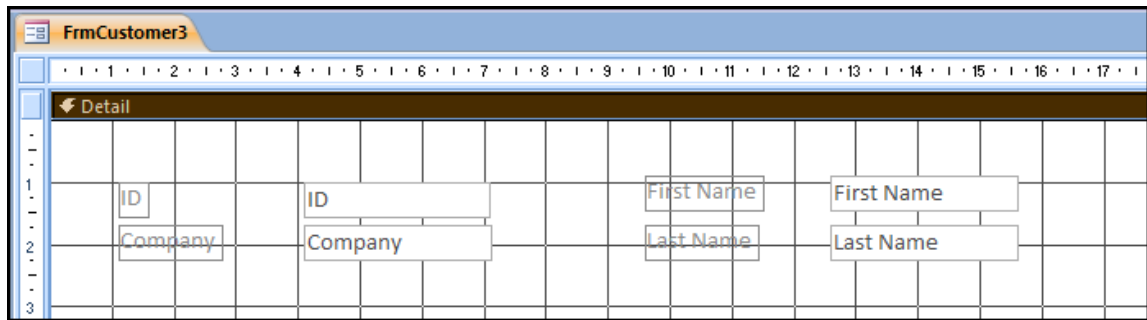 FrmCustomer3
1 2 3 4 5 6 7 8 9 10 11 12 13 14 15 16 17
Detail
1
ID ID First Name First Name
2
Company Company Last Name Last Name
3